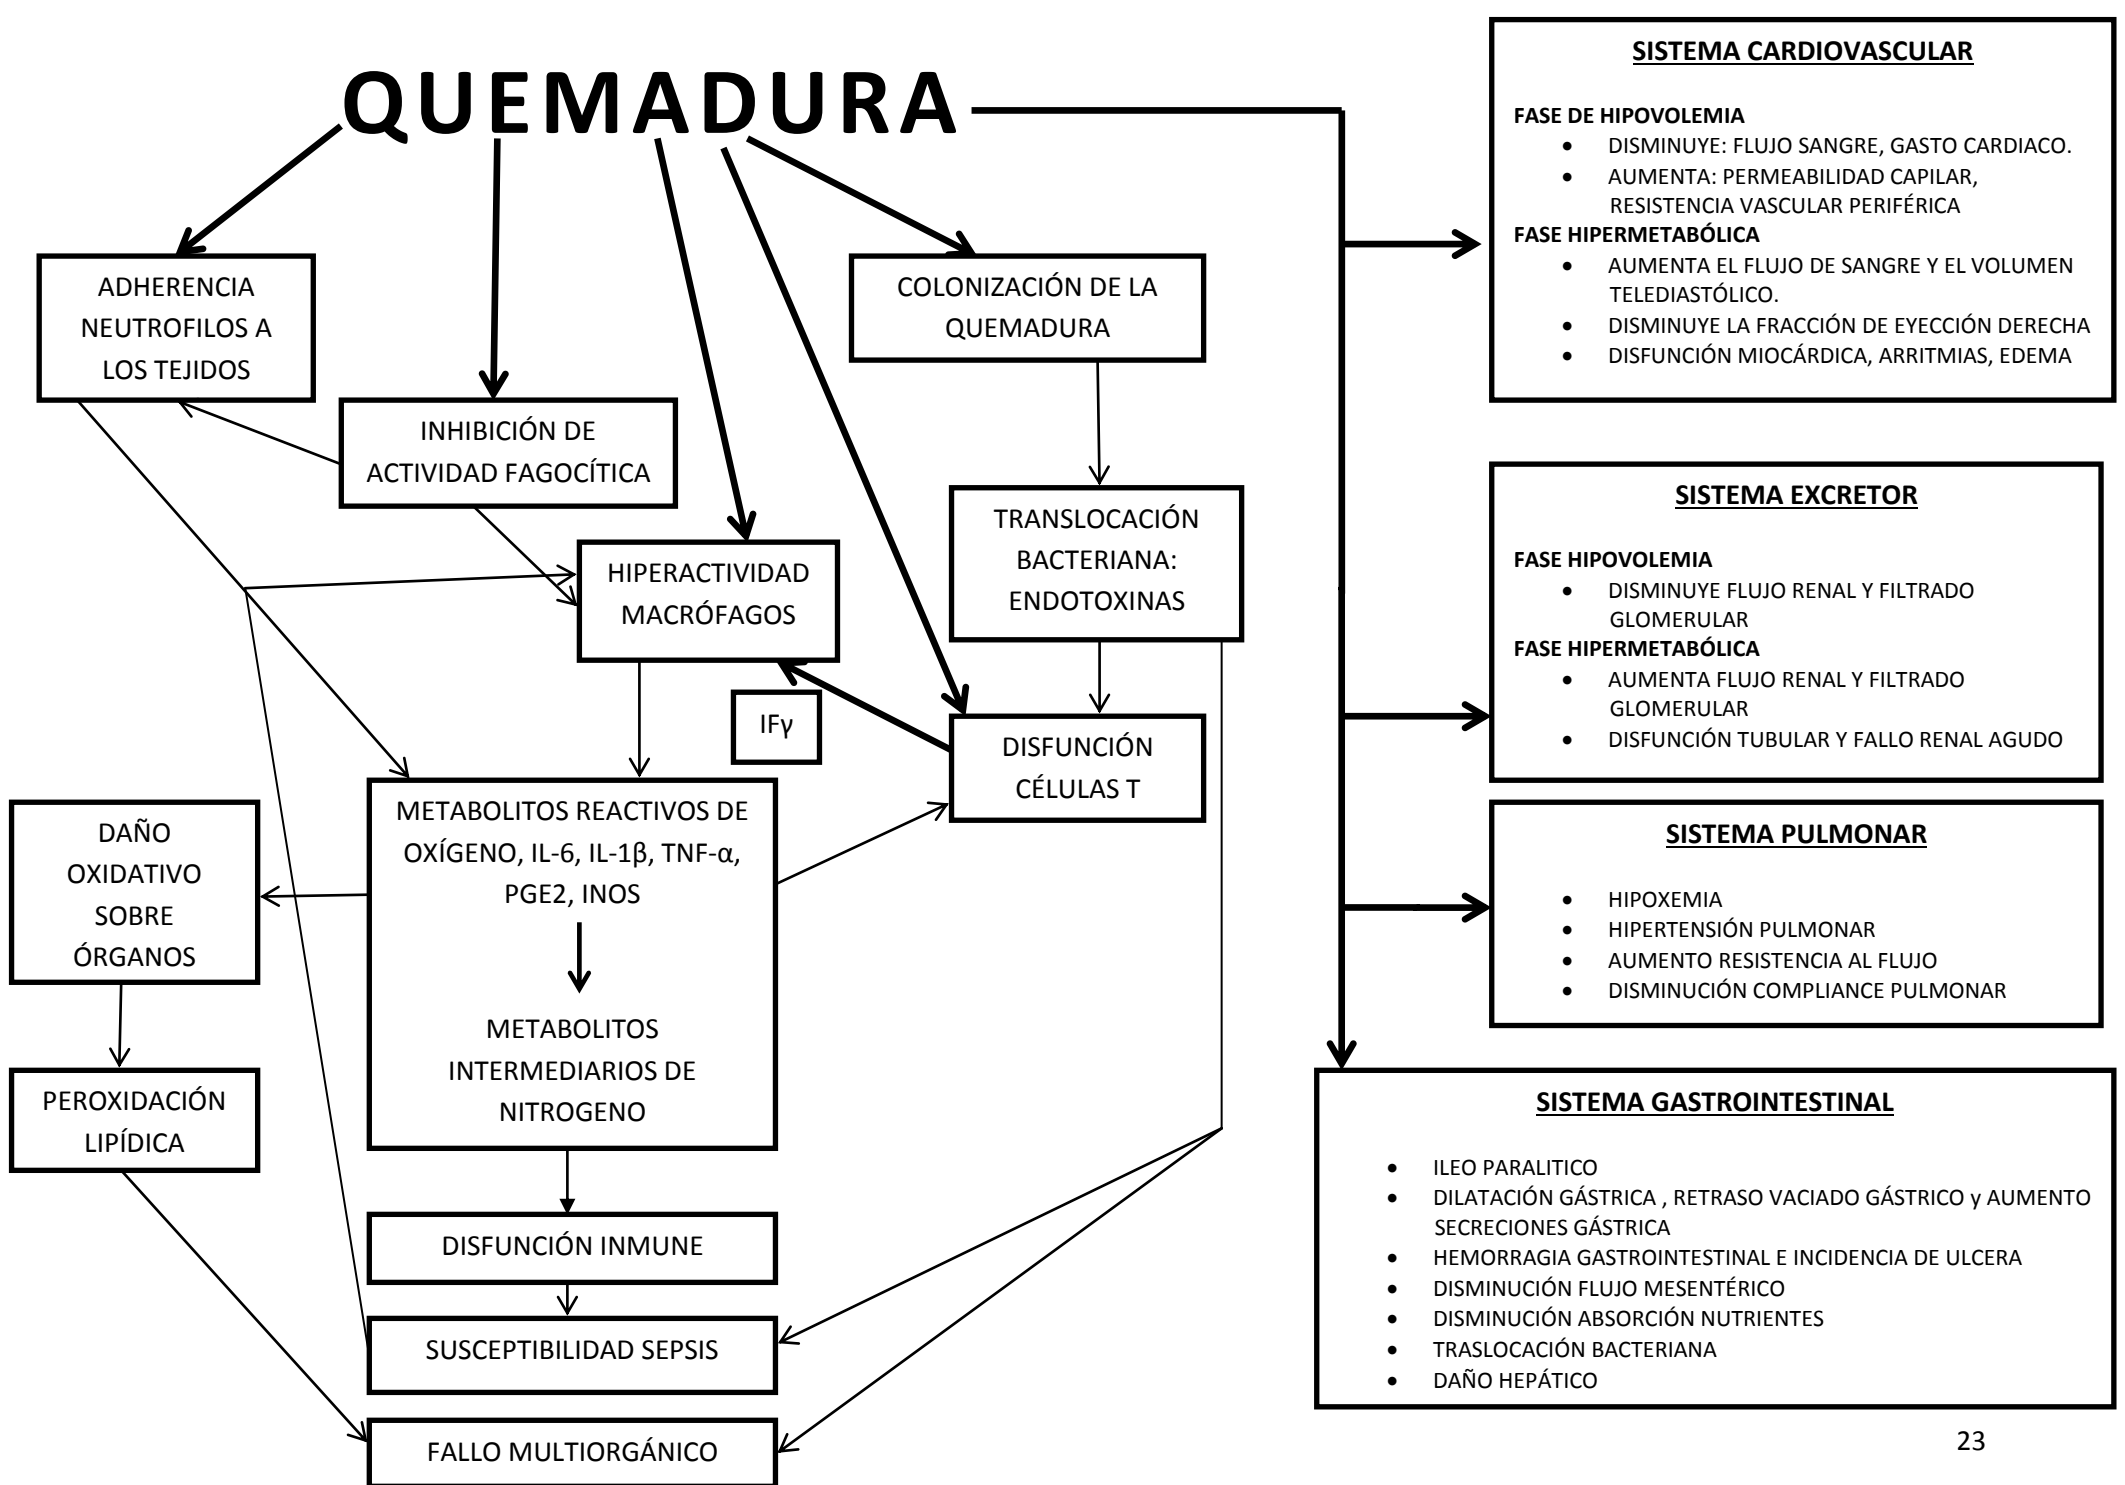 QUEMADURA
ADHERENCIA
NEUTROFILOS A
LOS TEJIDOS
INHIBICIÓN DE
ACTIVIDAD FAGOCÍTICA
HIPERACTIVIDAD
MACRÓFAGOS
COLONIZACIÓN DE LA
QUEMADURA
TRANSLOCACIÓN
BACTERIANA:
ENDOTOXINAS
IFγ
DISFUNCIÓN
CÉLULAS T
METABOLITOS REACTIVOS DE
OXÍGENO, IL-6, IL-1β, TNF-α,
PGE2, INOS
METABOLITOS
INTERMEDIARIOS DE
NITROGENO
DAÑO
OXIDATIVO
SOBRE
ÓRGANOS
PEROXIDACIÓN
LIPÍDICA
DISFUNCIÓN INMUNE
SUSCEPTIBILIDAD SEPSIS
FALLO MULTIORGÁNICO
SISTEMA CARDIOVASCULAR
FASE DE HIPOVOLEMIA
• DISMINUYE: FLUJO SANGRE, GASTO CARDIACO.
• AUMENTA: PERMEABILIDAD CAPILAR,
RESISTENCIA VASCULAR PERIFÉRICA
FASE HIPERMETABÓLICA
• AUMENTA EL FLUJO DE SANGRE Y EL VOLUMEN
TELEDIASTÓLICO.
• DISMINUYE LA FRACCIÓN DE EYECCIÓN DERECHA
• DISFUNCIÓN MIOCÁRDICA, ARRITMIAS, EDEMA
SISTEMA EXCRETOR
FASE HIPOVOLEMIA
• DISMINUYE FLUJO RENAL Y FILTRADO
GLOMERULAR
FASE HIPERMETABÓLICA
• AUMENTA FLUJO RENAL Y FILTRADO
GLOMERULAR
• DISFUNCIÓN TUBULAR Y FALLO RENAL AGUDO
SISTEMA PULMONAR
• HIPOXEMIA
• HIPERTENSIÓN PULMONAR
• AUMENTO RESISTENCIA AL FLUJO
• DISMINUCIÓN COMPLIANCE PULMONAR
SISTEMA GASTROINTESTINAL
• ILEO PARALITICO
• DILATACIÓN GÁSTRICA , RETRASO VACIADO GÁSTRICO y AUMENTO
SECRECIONES GÁSTRICA
• HEMORRAGIA GASTROINTESTINAL E INCIDENCIA DE ULCERA
• DISMINUCIÓN FLUJO MESENTÉRICO
• DISMINUCIÓN ABSORCIÓN NUTRIENTES
• TRASLOCACIÓN BACTERIANA
• DAÑO HEPÁTICO
23